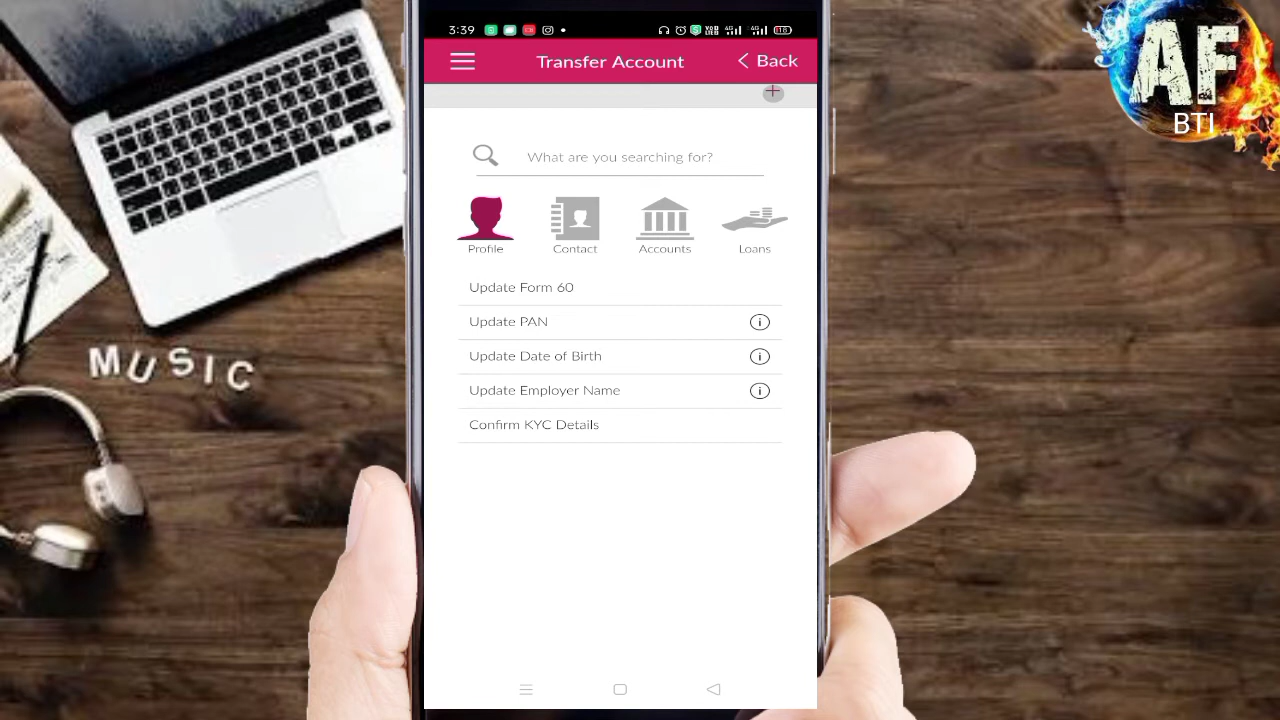 3:39
Transfer Account
Back
What are you searching for?
Profile
Contact
Accounts
Loans
Update Form 60
Update PAN
Update Date of Birth
Update Employer Name
Confirm KYC Details
AF
BTI
MUSIC